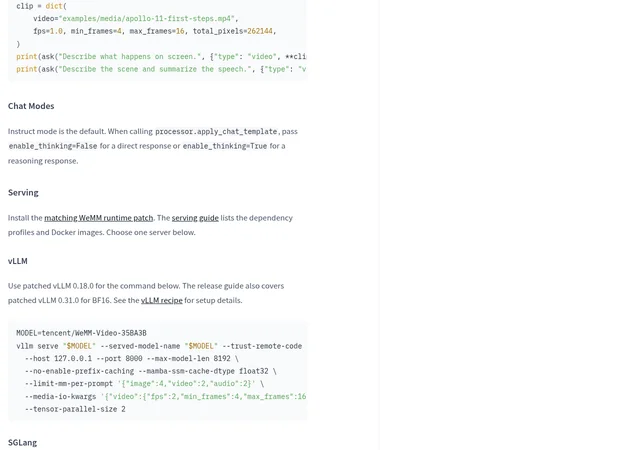 clip = dict(
video="examples/media/apollo-11-first-steps.mp4",
fps=1.0, min_frames=4, max_frames=16, total_pixels=262144,
)
print(ask("Describe what happens on screen.", {"type": "video", **cli
print(ask("Describe the scene and summarize the speech.", {"type": "v
Chat Modes
Instruct mode is the default. When calling processor.apply_chat_template, pass
enable_thinking=False for a direct response or enable_thinking=True for a
reasoning response.
Serving
Install the matching WeMM runtime patch. The serving guide lists the dependency
profiles and Docker images. Choose one server below.
vLLM
Use patched vLLM 0.18.0 for the command below. The release guide also covers
patched vLLM 0.31.0 for BF16. See the vLLM recipe for setup details.
MODEL=tencent/WeMM-Video-35BA3B
vllm serve "$MODEL" --served-model-name "$MODEL" --trust-remote-code
--host 127.0.0.1 --port 8000 --max-model-len 8192 \
--no-enable-prefix-caching --mamba-ssm-cache-dtype float32 \
--limit-mm-per-prompt '{"image":4,"video":2,"audio":2}' \
--media-io-kwargs '{"video":{"fps":2,"min_frames":4,"max_frames":16
--tensor-parallel-size 2
SGLang